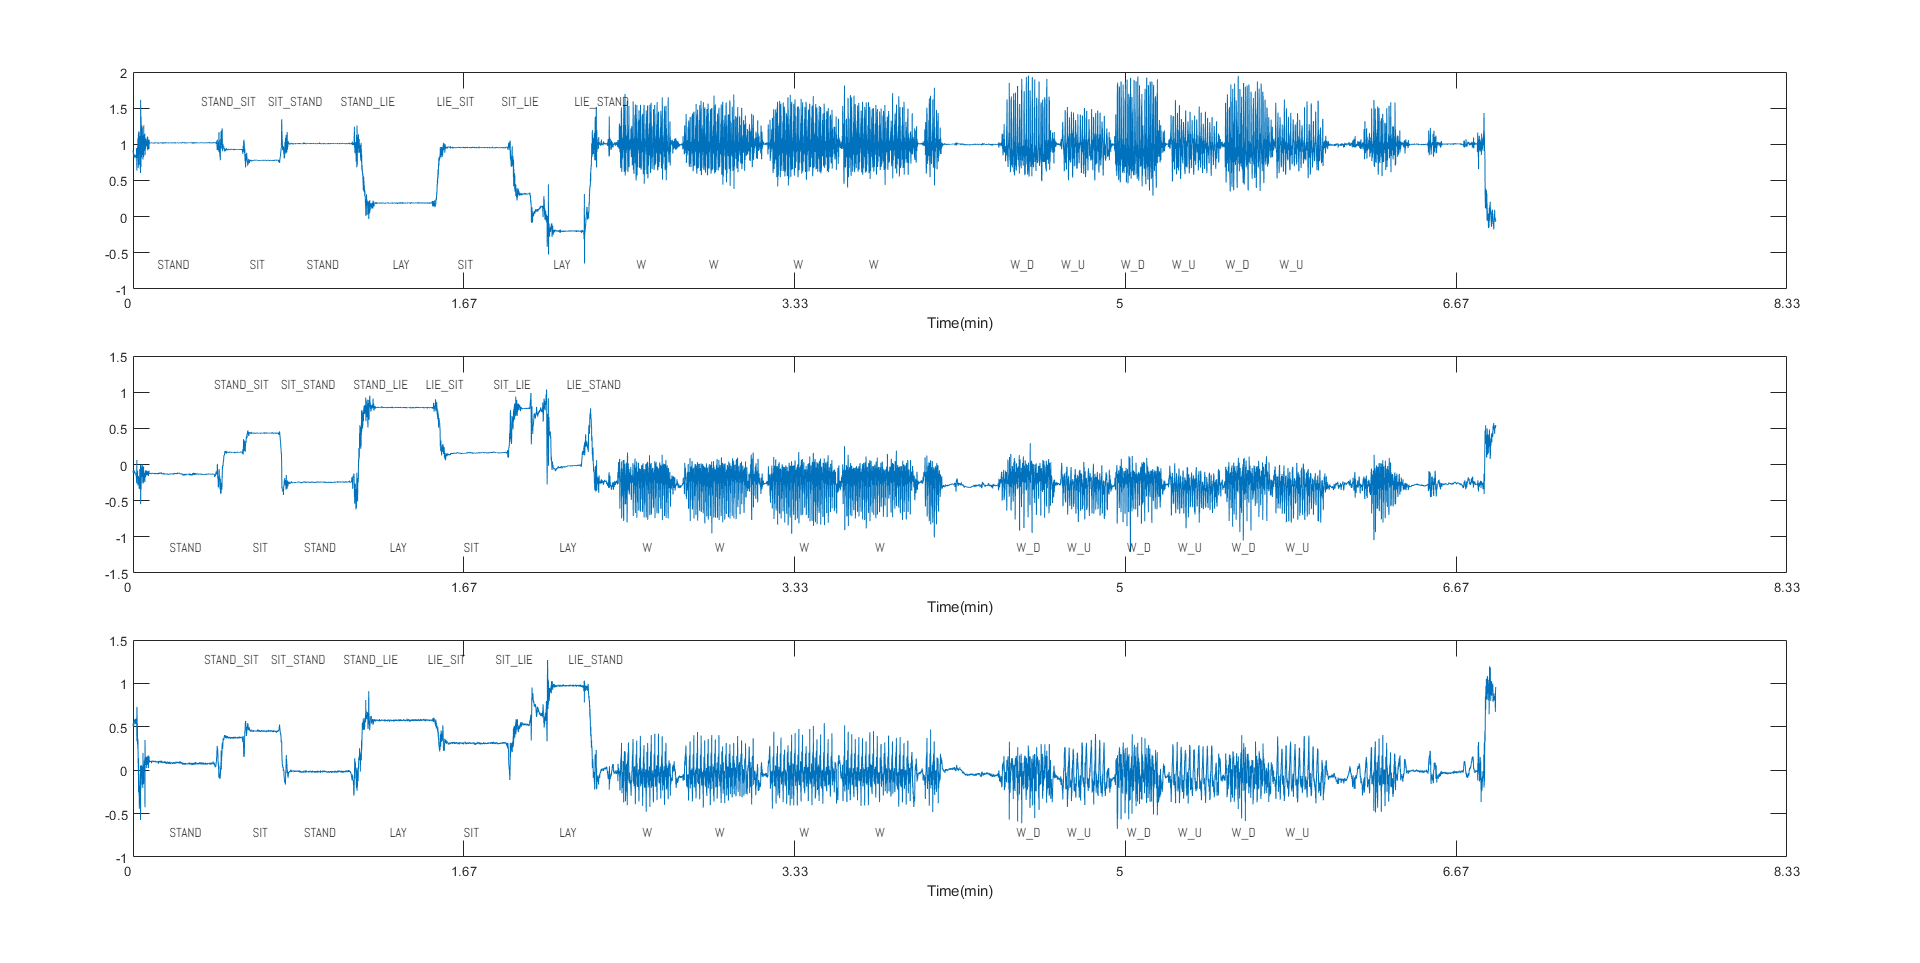 2
STAND_SIT SIT_STAND STAND_LIE LIE_SIT SIT_LIE LIE_STAND
1.5
1
0.5
0
-0.5
STAND SIT STAND LAY SIT LAY W W W W W_D W_U W_D W_U W_D W_U
-1
0 1.67 3.33 5 6.67 8.33
Time(min)
1.5
STAND_SIT SIT_STAND STAND_LIE LIE_SIT SIT_LIE LIE_STAND
1
0.5
0
-0.5
-1
STAND SIT STAND LAY SIT LAY W W W W W_D W_U W_D W_U W_D W_U
-1.5
0 1.67 3.33 5 6.67 8.33
Time(min)
1.5
STAND_SIT SIT_STAND STAND_LIE LIE_SIT SIT_LIE LIE_STAND
1
0.5
0
-0.5
STAND SIT STAND LAY SIT LAY W W W W W_D W_U W_D W_U W_D W_U
-1
0 1.67 3.33 5 6.67 8.33
Time(min)